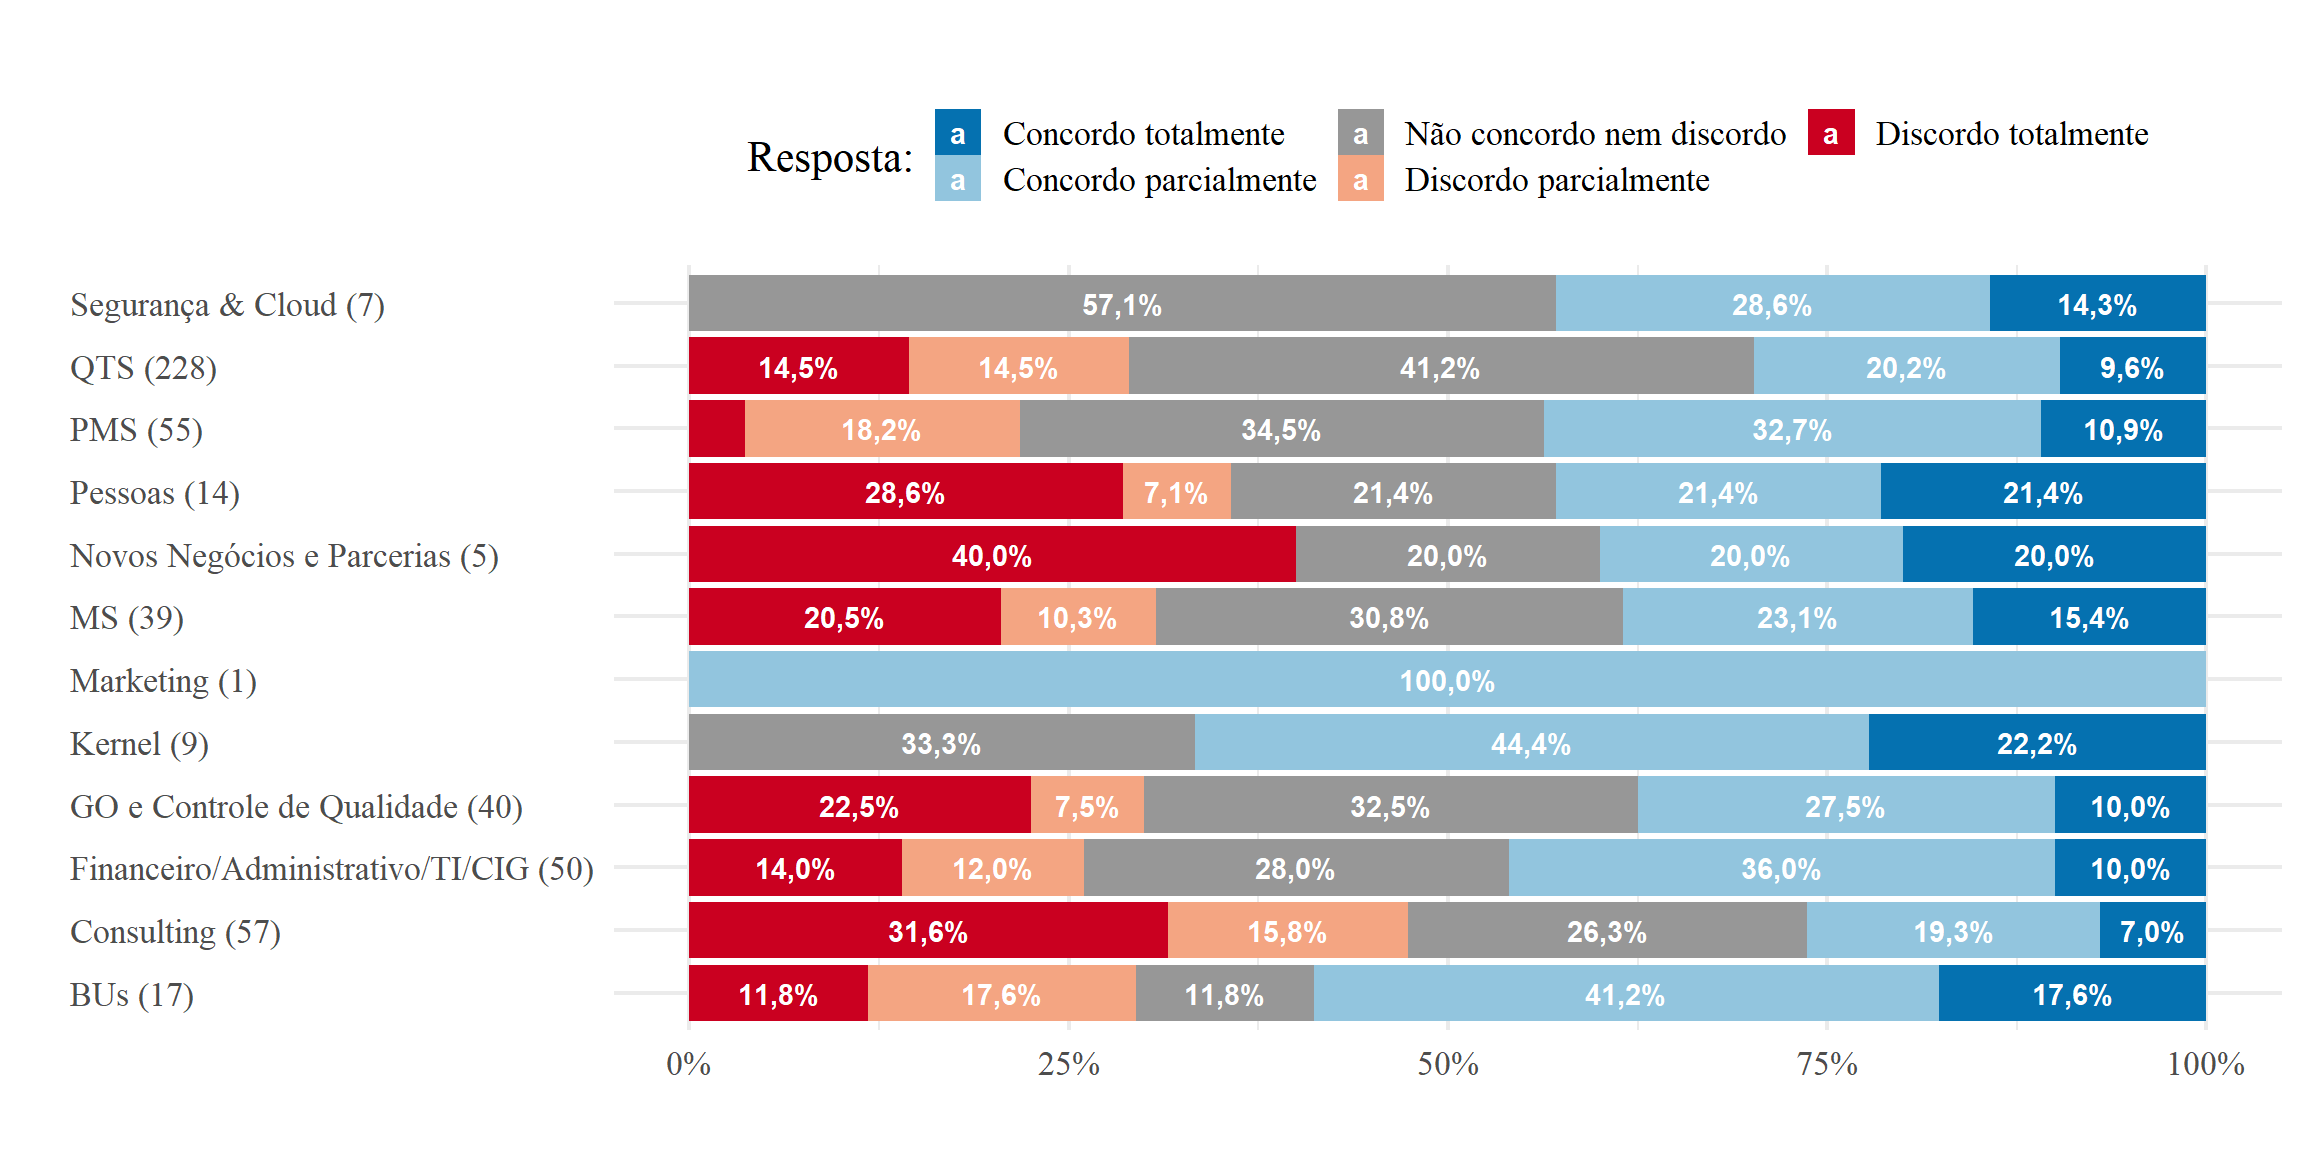 Resposta:
a Concordo totalmente
a Concordo parcialmente
a Não concordo nem discordo
a Discordo parcialmente
a Discordo totalmente
Segurança & Cloud (7) 57,1% 28,6% 14,3%
QTS (228) 14,5% 14,5% 41,2% 20,2% 9,6%
PMS (55) 18,2% 34,5% 32,7% 10,9%
Pessoas (14) 28,6% 7,1% 21,4% 21,4% 21,4%
Novos Negócios e Parcerias (5) 40,0% 20,0% 20,0% 20,0%
MS (39) 20,5% 10,3% 30,8% 23,1% 15,4%
Marketing (1) 100,0%
Kernel (9) 33,3% 44,4% 22,2%
GO e Controle de Qualidade (40) 22,5% 7,5% 32,5% 27,5% 10,0%
Financeiro/Administrativo/TI/CIG (50) 14,0% 12,0% 28,0% 36,0% 10,0%
Consulting (57) 31,6% 15,8% 26,3% 19,3% 7,0%
BUs (17) 11,8% 17,6% 11,8% 41,2% 17,6%
0% 25% 50% 75% 100%